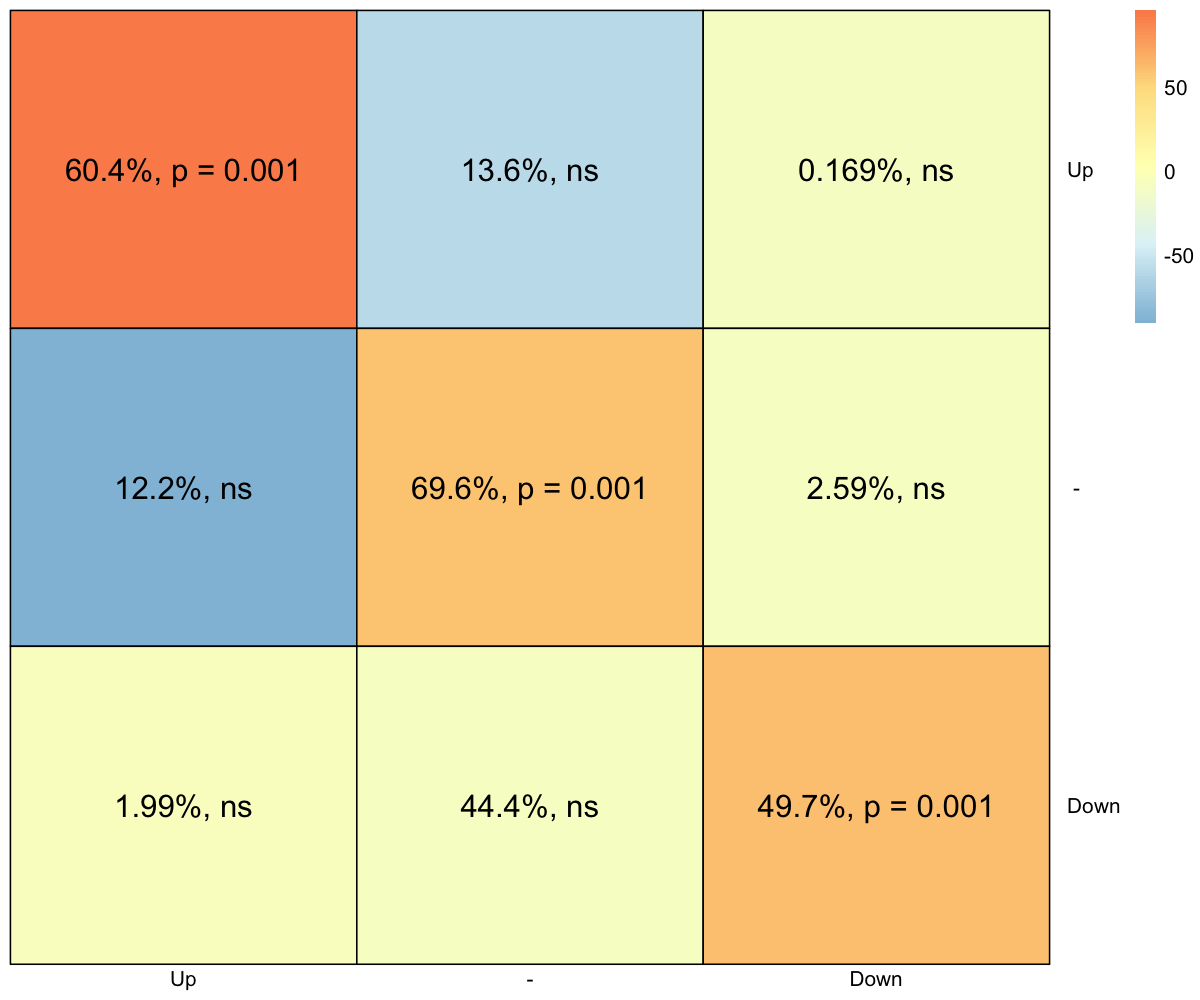 50
60.4%, p = 0.001
13.6%, ns
0.169%, ns
Up
0
-50
12.2%, ns
69.6%, p = 0.001
2.59%, ns
-
1.99%, ns
44.4%, ns
49.7%, p = 0.001
Down
Up
-
Down